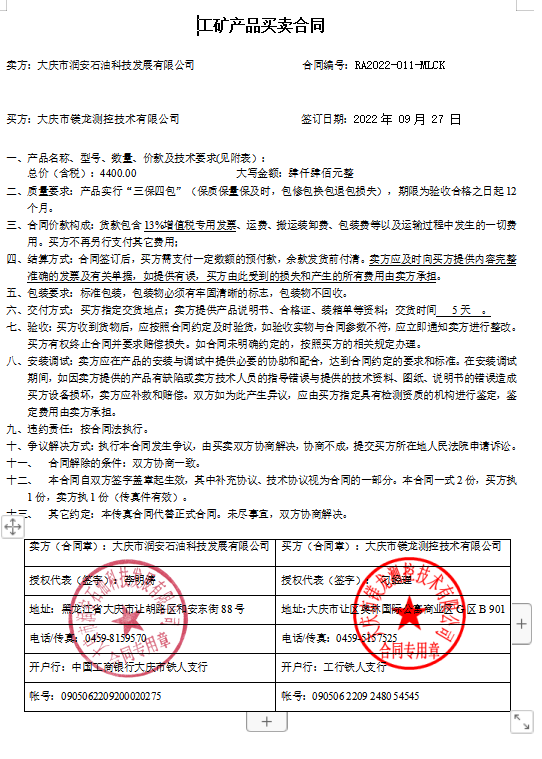 工矿产品买卖合同
卖方：大庆市润安石油科技发展有限公司 合同编号：RA2022-011-MLCK
买方：大庆市镁龙测控技术有限公司 签订日期：2022 年 09 月 27 日
一、产品名称、型号、数量、价款及技术要求(见附表)：
总价（含税）：4400.00 大写金额：肆仟肆佰元整
二、质量要求：产品实行“三保四包”（保质保量保及时，包修包换包退包损失），期限为验收合格之日起 12
个月。
三、合同价款构成：货款包含 13%增值税专用发票、运费、搬运装卸费、包装费等以及运输过程中发生的一切费
用。买方不再另行支付其它费用；
四、结算方式：合同签订后，买方需支付一定数额的预付款，余款发货前付清。卖方应及时向买方提供内容完整
准确的发票及有关单据，如提供有误，买方由此受到的损失和产生的所有费用由卖方承担。
五、包装要求：标准包装，包装物必须有牢固清晰的标志，包装物不回收。
六、交付方式：买方指定交货地点；卖方提供产品说明书、合格证、装箱单等资料；交货时间 5 天 。
七、验收：买方收到货物后，应按照合同约定及时验货，如验收实物与合同参数不符，应立即通知卖方进行整改。
买方有权终止合同并要求赔偿损失。如合同未明确约定的，按照买方的相关规定办理。
八、安装调试：卖方应在产品的安装与调试中提供必要的协助和配合，达到合同约定的要求和标准。在安装调试
期间，如因卖方提供的产品有缺陷或卖方技术人员的指导错误与提供的技术资料、图纸、说明书的错误造成
买方设备损坏，卖方应补救和赔偿。双方如为此产生异议，应由买方指定具有检测资质的机构进行鉴定，鉴
定费用由卖方承担。
九、违约责任：按合同法执行。
十、争议解决方式：执行本合同发生争议，由买卖双方协商解决，协商不成，提交买方所在地人民法院申请诉讼。
十一、 合同解除的条件：双方协商一致。
十二、 本合同自双方签字盖章起生效，其中补充协议、技术协议视为合同的一部分。本合同一式 2 份，买方执
1 份，卖方执 1 份（传真件有效）。
十三、 其它约定：本传真合同代替正式合同。未尽事宜，双方协商解决。
卖方（合同章）：大庆市润安石油科技发展有限公司 买方（合同章）：大庆市镁龙测控技术有限公司
授权代表（签字）： 授权代表（签字）：
地址：黑龙江省大庆市让胡路区和安东街 88 号 地址：大庆市让区奥林国际公寓商业区 G 区 B 901
电话/传真：0459-8159570 电话/传真：0459-5157525
开户行：中国工商银行大庆市铁人支行 开户行：工行铁人支行
帐号：0905062209200020275 帐号：090506 2209 248054545
合同专用章
合同专用章